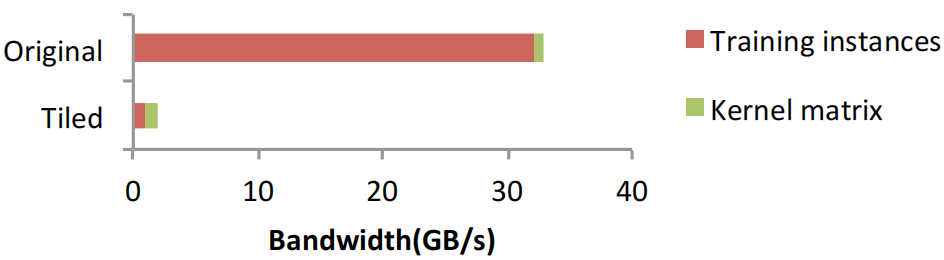 Original
Tiled
Training instances
Kernel matrix
0 10 20 30 40
Bandwidth(GB/s)